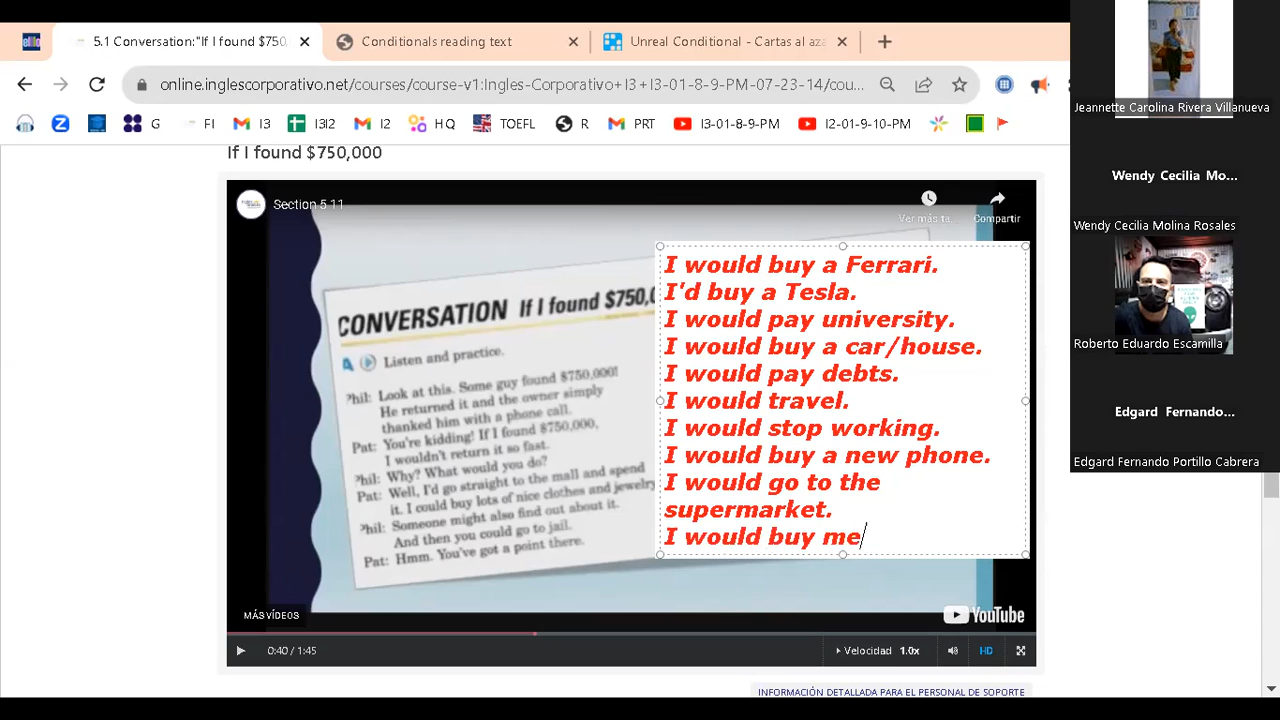 5.1 Conversation:"If I found $750,
Conditionals reading text
Unreal Conditional - Cartas al aza
online.inglescorporativo.net/courses/course-v1:Ingles-Corporativo+I3+I3-01-8-9-PM-07-23-14/cou...
G
FI
I3
I3I2
I2
HQ
TOEFL
R
PRT
I3-01-8-9-PM
I2-01-9-10-PM
If I found $750,000
Section 5 11
Ver más ta...
Compartir
CONVERSATION If I found $750,0
A Listen and practice.
Phil: Look at this. Some guy found $750,000!
He returned it and the owner simply
thanked him with a phone call.
Pat: You're kidding! If I found $750,000,
I wouldn't return it so fast.
Phil: Why? What would you do?
Pat: Well, I'd go straight to the mall and spend
it. I could buy lots of nice clothes and jewelry
Phil: Someone might also find out about it.
And then you could go to jail.
Pat: Hmm. You've got a point there.
I would buy a Ferrari.
I'd buy a Tesla.
I would pay university.
I would buy a car/house.
I would pay debts.
I would travel.
I would stop working.
I would buy a new phone.
I would go to the
supermarket.
I would buy me
MÁS VÍDEOS
YouTube
0:40 / 1:45
Velocidad 1.0x
HD
INFORMACIÓN DETALLADA PARA EL PERSONAL DE SOPORTE
Jeannette Carolina Rivera Villanueva
Wendy Cecilia Mo...
Wendy Cecilia Molina Rosales
Roberto Eduardo Escamilla
Edgard Fernando...
Edgard Fernando Portillo Cabrera